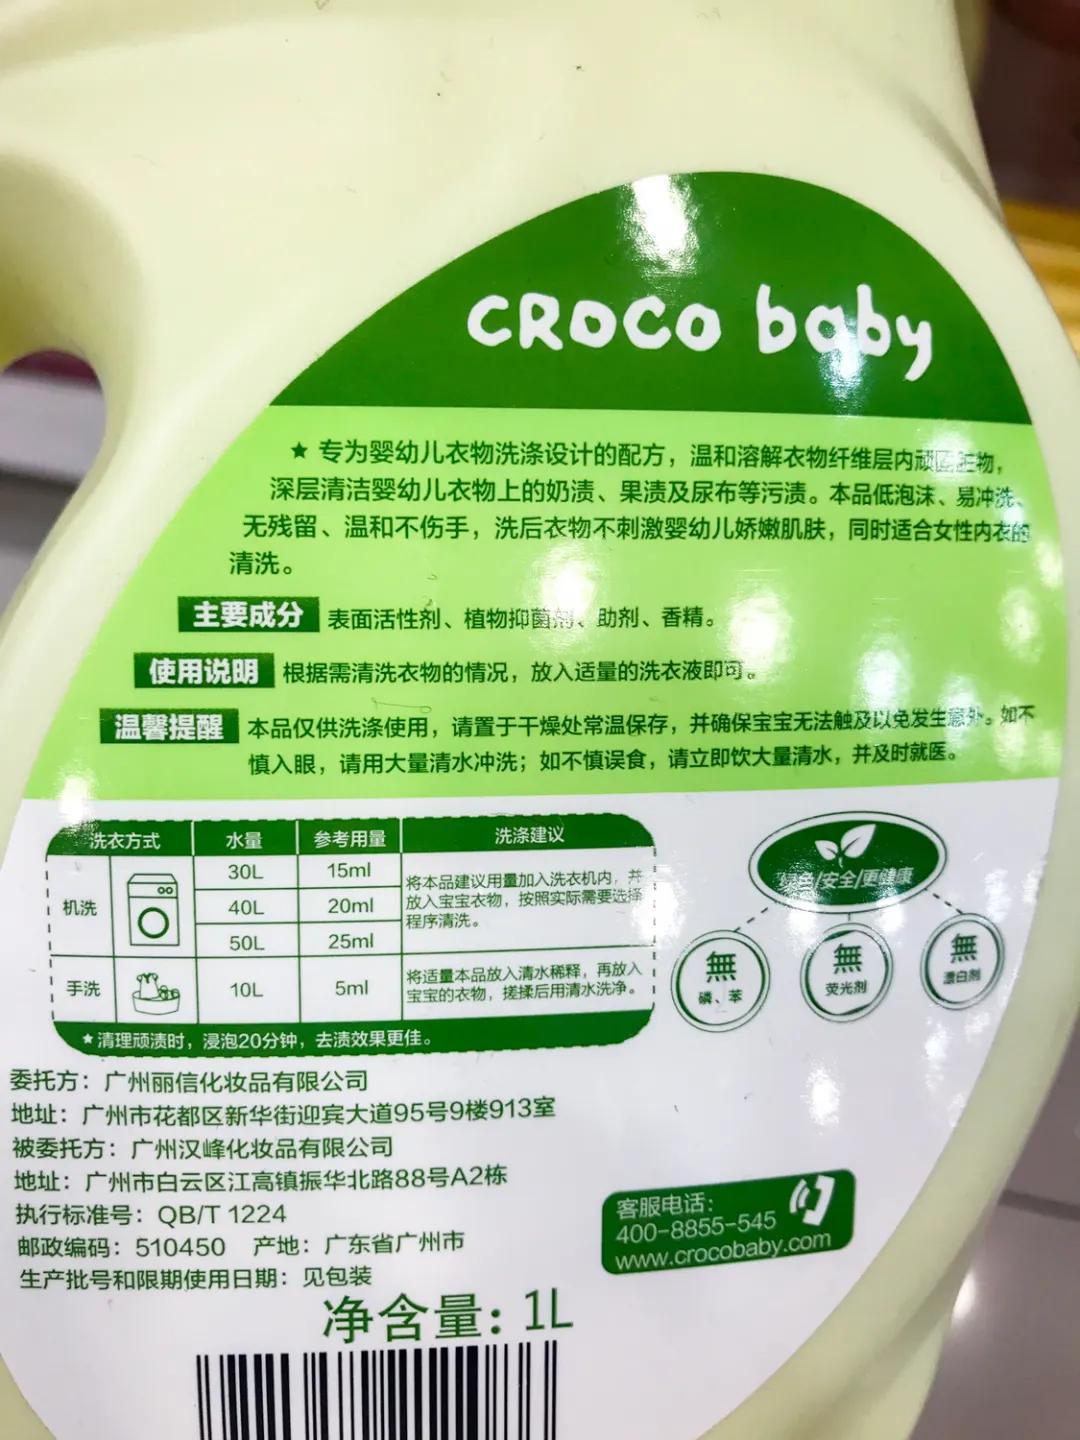 CROCO baby
★ 专为婴幼儿衣物洗涤设计的配方，温和溶解衣物纤维层内顽固脏物，
深层清洁婴幼儿衣物上的奶渍、果渍及尿布等污渍。本品低泡沫、易冲洗、
无残留、温和不伤手，洗后衣物不刺激婴幼儿娇嫩肌肤，同时适合女性内衣的
清洗。
主要成分 表面活性剂、植物抑菌剂、助剂、香精。
使用说明 根据需清洗衣物的情况，放入适量的洗衣液即可。
温馨提醒 本品仅供洗涤使用，请置于干燥处常温保存，并确保宝宝无法触及以免发生意外。如不
慎入眼，请用大量清水冲洗；如不慎误食，请立即饮大量清水，并及时就医。
洗衣方式 水量 参考用量 洗涤建议
机洗
30L 15ml
40L 20ml
50L 25ml
将本品建议用量加入洗衣机内，并
放入宝宝衣物，按照实际需要选择
程序清洗。
手洗 10L 5ml
将适量本品放入清水稀释，再放入
宝宝的衣物，搓揉后用清水洗净。
★清理顽渍时，浸泡20分钟，去渍效果更佳。
绿色/安全/更健康
無
磷、苯
無
荧光剂
無
漂白剂
委托方：广州丽信化妆品有限公司
地址：广州市花都区新华街迎宾大道95号9楼913室
被委托方：广州汉峰化妆品有限公司
地址：广州市白云区江高镇振华北路88号A2栋
执行标准号：QB/T 1224
邮政编码：510450 产地：广东省广州市
生产批号和限期使用日期：见包装
客服电话：
400-8855-545
www.crocobaby.com
净含量：1L